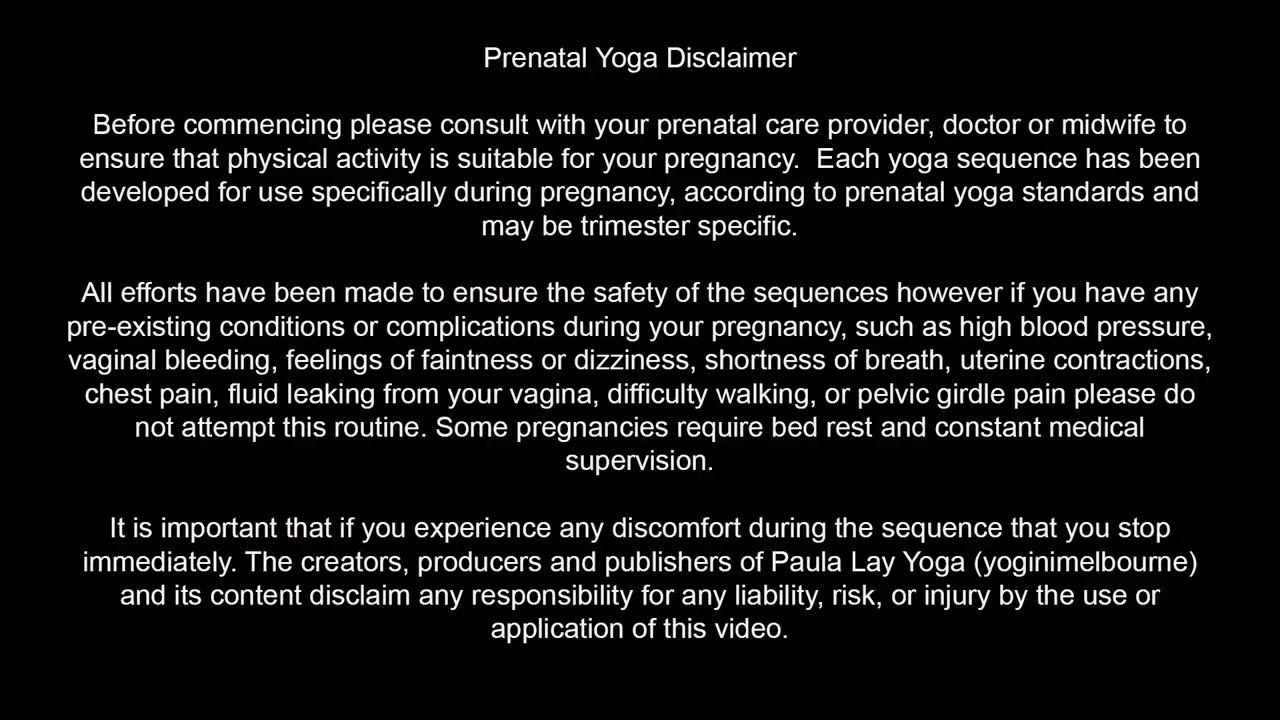 Prenatal Yoga Disclaimer
Before commencing please consult with your prenatal care provider, doctor or midwife to
ensure that physical activity is suitable for your pregnancy.  Each yoga sequence has been
developed for use specifically during pregnancy, according to prenatal yoga standards and
may be trimester specific.
All efforts have been made to ensure the safety of the sequences however if you have any
pre-existing conditions or complications during your pregnancy, such as high blood pressure,
vaginal bleeding, feelings of faintness or dizziness, shortness of breath, uterine contractions,
chest pain, fluid leaking from your vagina, difficulty walking, or pelvic girdle pain please do
not attempt this routine. Some pregnancies require bed rest and constant medical
supervision.
It is important that if you experience any discomfort during the sequence that you stop
immediately. The creators, producers and publishers of Paula Lay Yoga (yoginimelbourne)
and its content disclaim any responsibility for any liability, risk, or injury by the use or
application of this video.